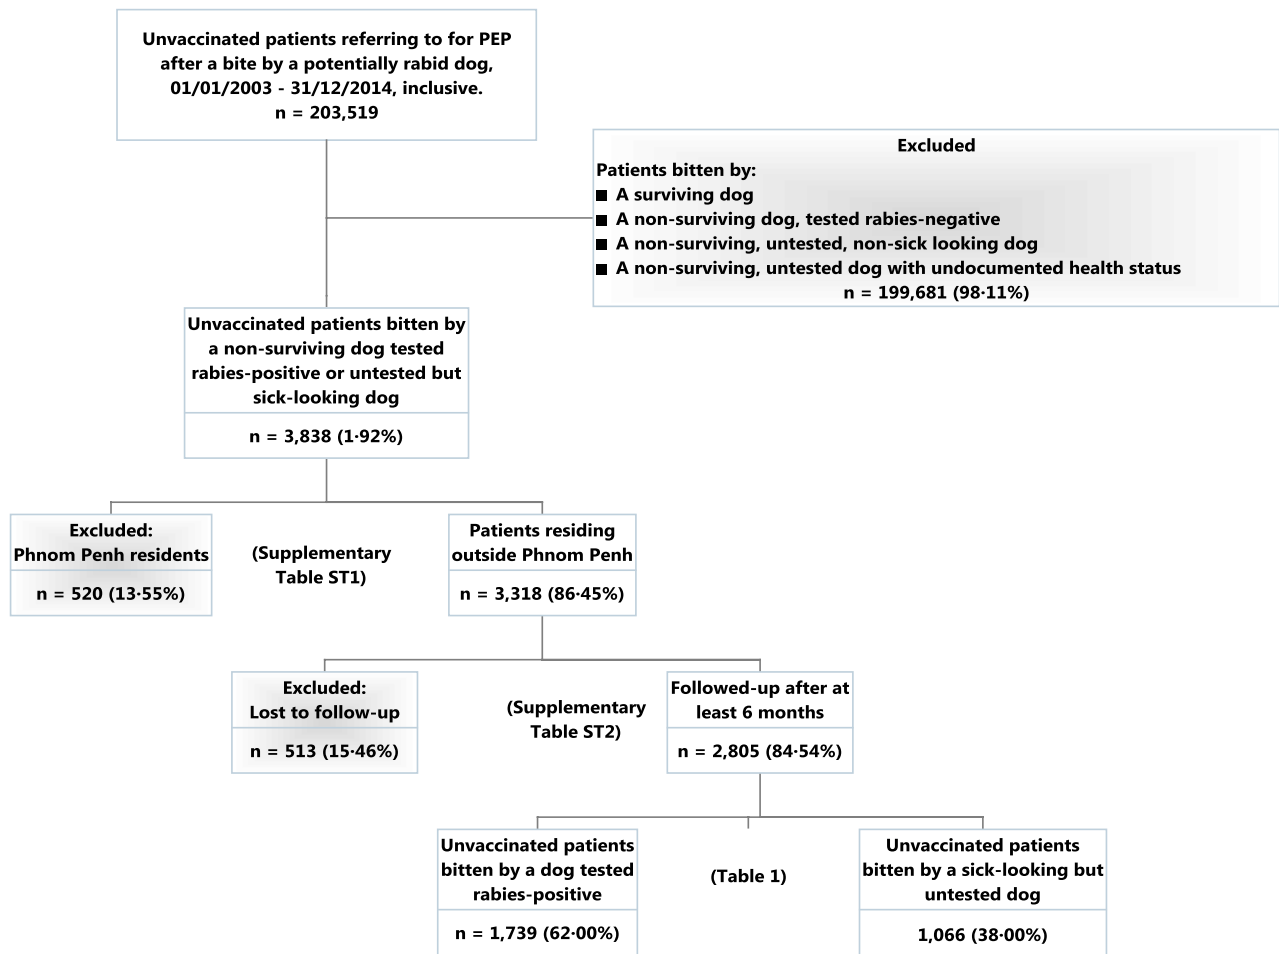 Unvaccinated patients referring to for PEP
after a bite by a potentially rabid dog,
01/01/2003 - 31/12/2014, inclusive.
n = 203,519
Excluded
Patients bitten by:
■ A surviving dog
■ A non-surviving dog, tested rabies-negative
■ A non-surviving, untested, non-sick looking dog
■ A non-surviving, untested dog with undocumented health status
n = 199,681 (98·11%)
Unvaccinated patients bitten by
a non-surviving dog tested
rabies-positive or untested but
sick-looking dog
n = 3,838 (1·92%)
Excluded:
Phnom Penh residents
n = 520 (13·55%)
(Supplementary
Table ST1)
Patients residing
outside Phnom Penh
n = 3,318 (86·45%)
Excluded:
Lost to follow-up
n = 513 (15·46%)
(Supplementary
Table ST2)
Followed-up after at
least 6 months
n = 2,805 (84·54%)
Unvaccinated patients
bitten by a dog tested
rabies-positive
n = 1,739 (62·00%)
(Table 1)
Unvaccinated patients
bitten by a sick-looking but
untested dog
1,066 (38·00%)